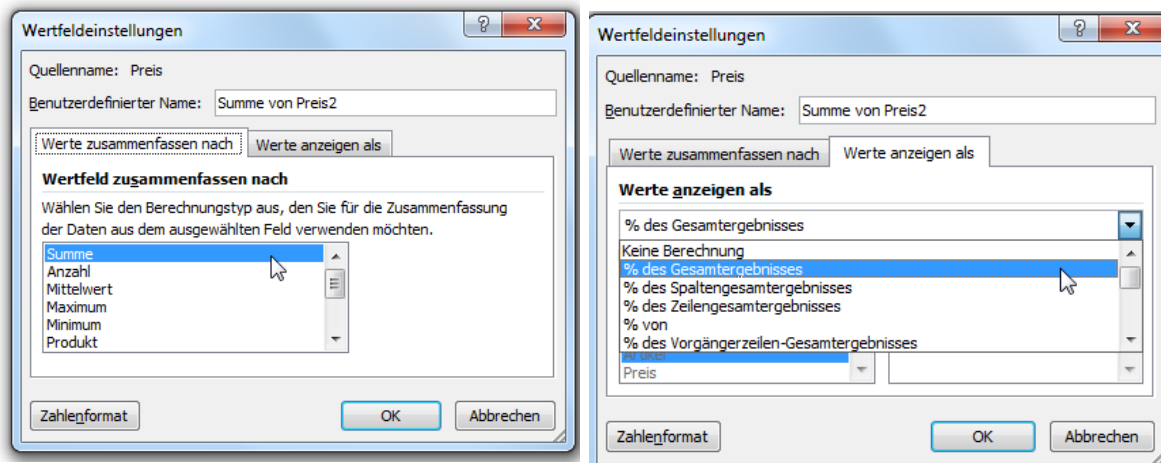 Wertfeldeinstellungen
Quellenname: Preis
Benutzerdefinierter Name: Summe von Preis2
Werte zusammenfassen nach Werte anzeigen als
Wertfeld zusammenfassen nach
Wählen Sie den Berechnungstyp aus, den Sie für die Zusammenfassung
der Daten aus dem ausgewählten Feld verwenden möchten.
Summe
Anzahl
Mittelwert
Maximum
Minimum
Produkt
Zahlenformat OK Abbrechen
Wertfeldeinstellungen
Quellenname: Preis
Benutzerdefinierter Name: Summe von Preis2
Werte zusammenfassen nach Werte anzeigen als
Werte anzeigen als
% des Gesamtergebnisses
Keine Berechnung
% des Gesamtergebnisses
% des Spaltengesamtergebnisses
% des Zeilengesamtergebnisses
% von
% des Vorgängerzeilen-Gesamtergebnisses
Artikel
Preis
Zahlenformat OK Abbrechen